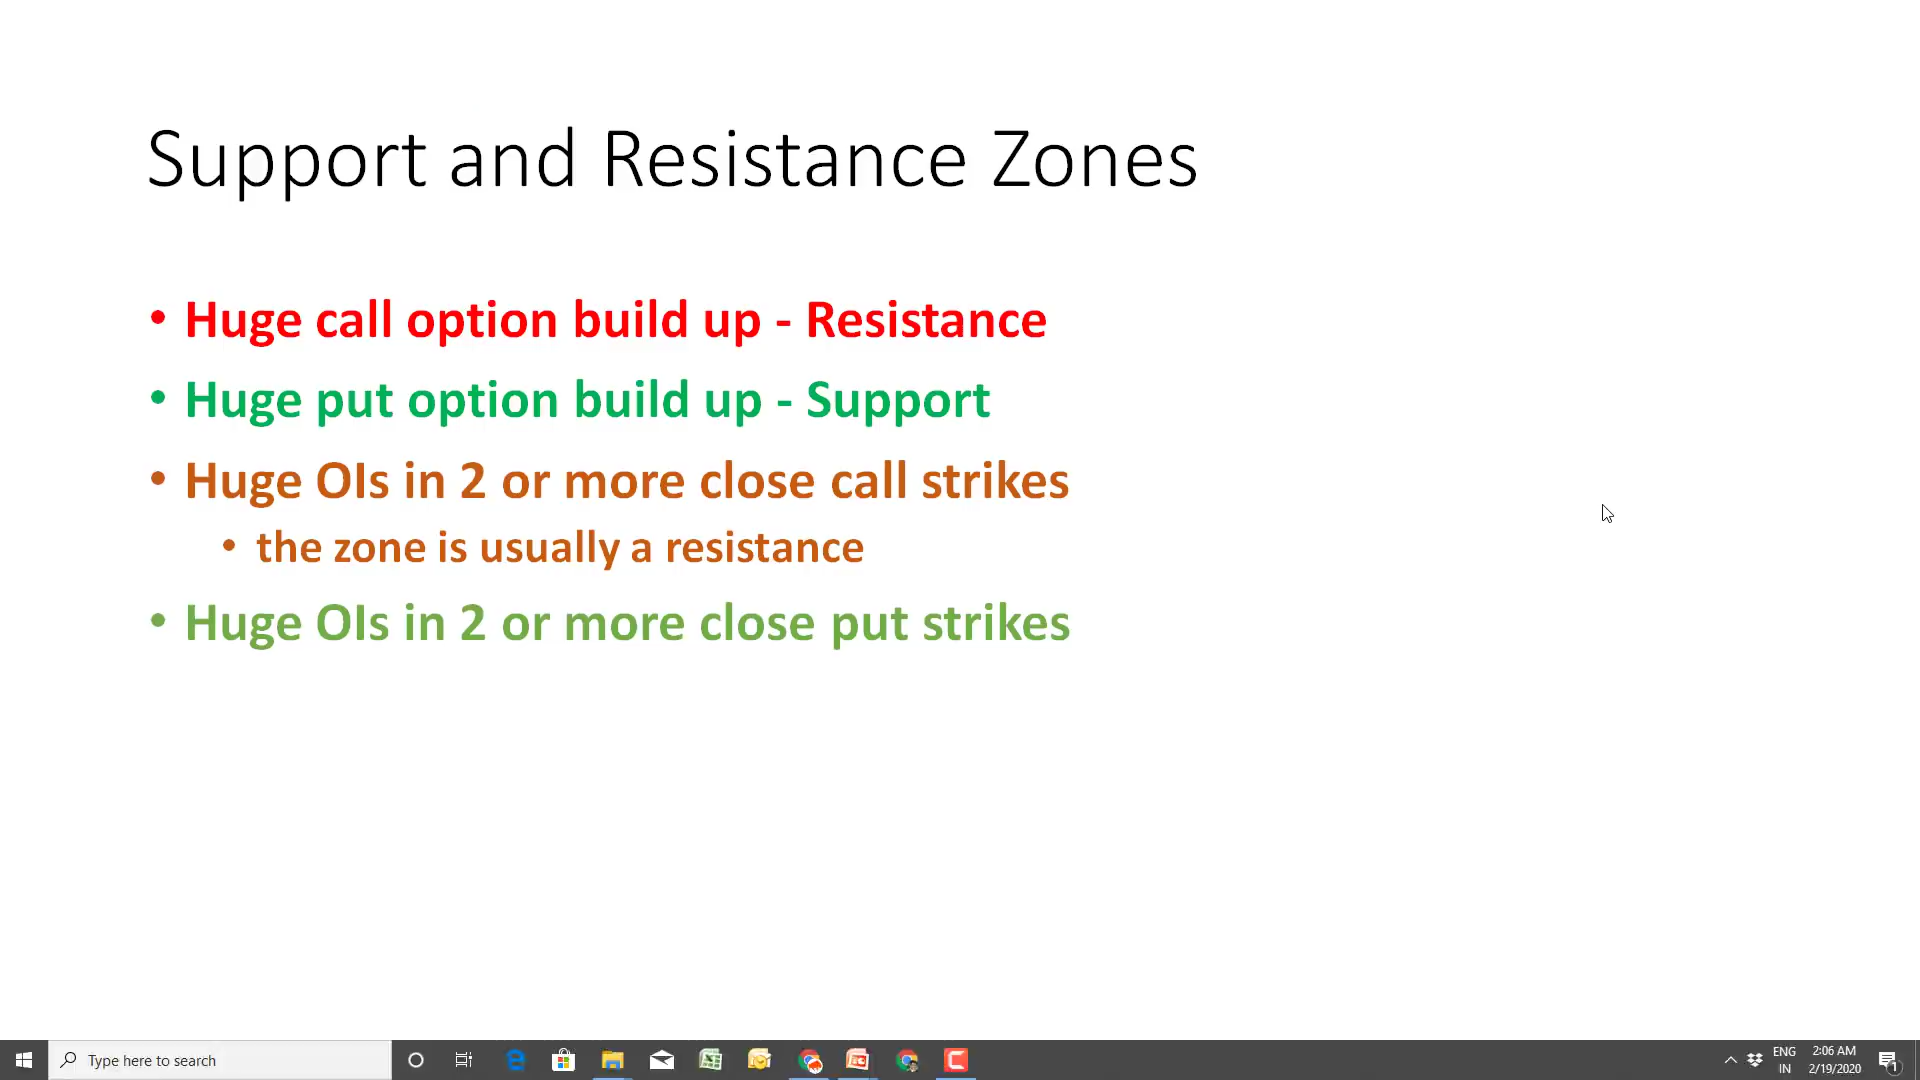 Support and Resistance Zones
• Huge call option build up - Resistance
• Huge put option build up - Support
• Huge OIs in 2 or more close call strikes
• the zone is usually a resistance
• Huge OIs in 2 or more close put strikes
Type here to search
ENG
IN
2:06 AM
2/19/2020
1